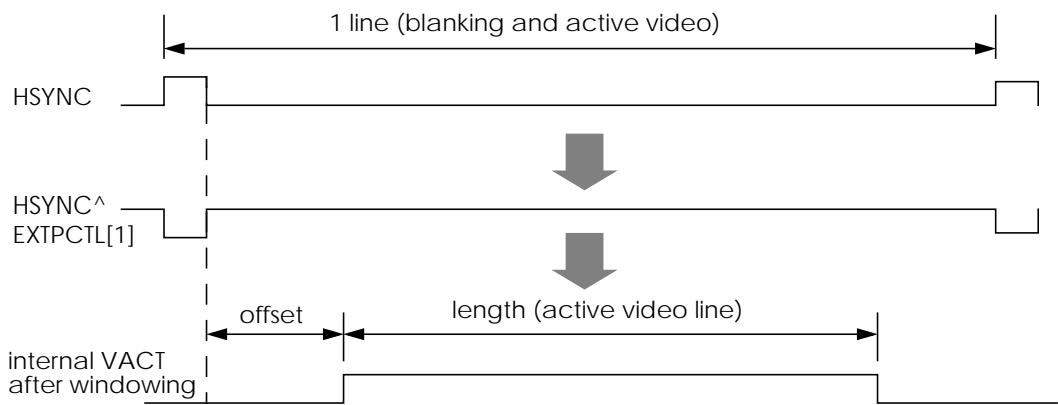 1 line (blanking and active video)
HSYNC
HSYNC^
EXTPCTL[1]
offset
length (active video line)
internal VACT
after windowing